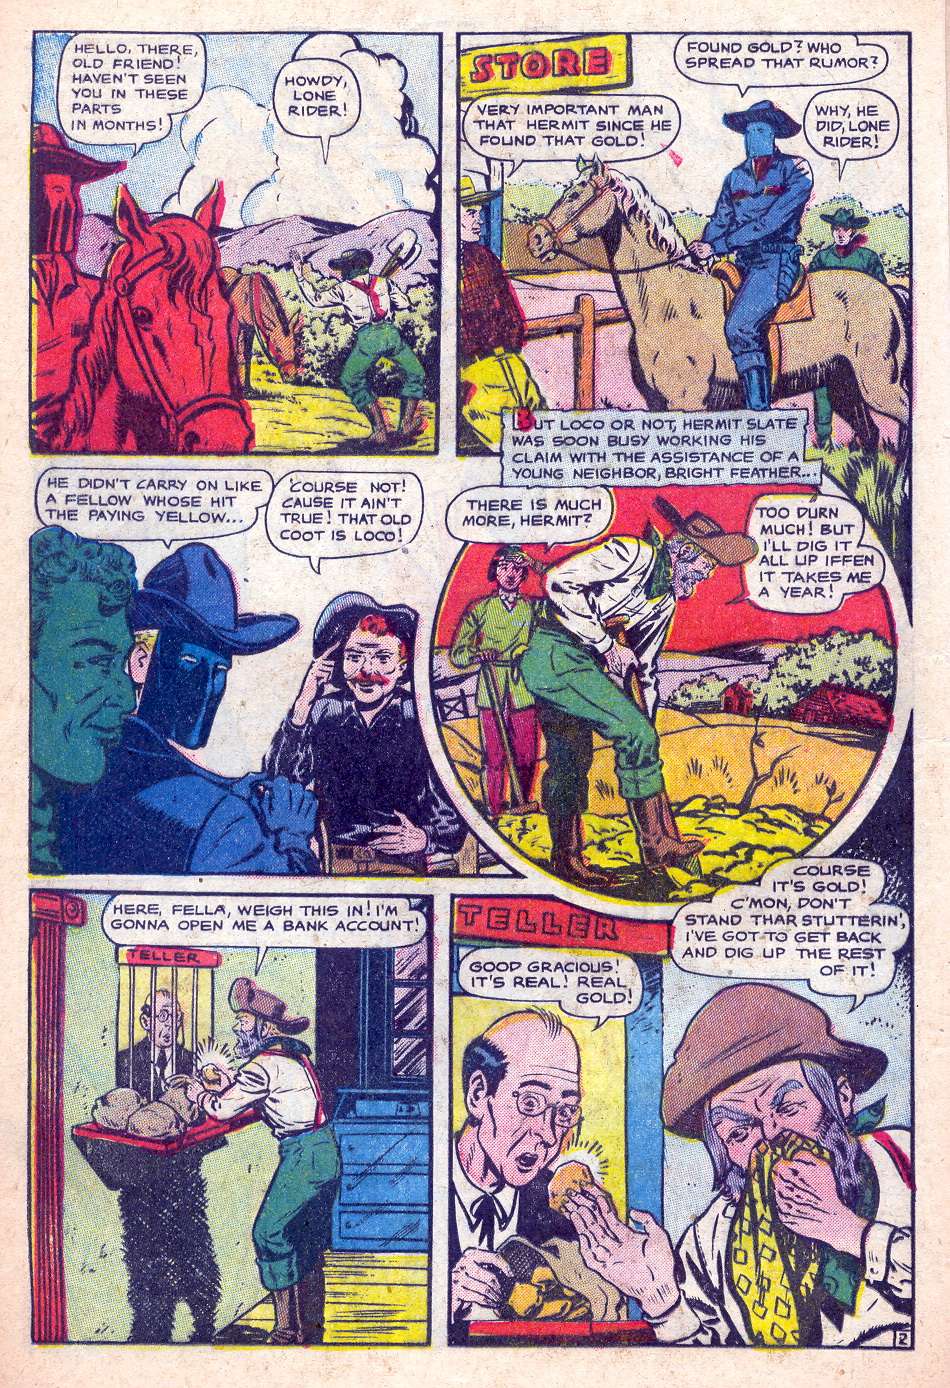 HELLO, THERE,
OLD FRIEND!
HAVEN'T SEEN
YOU IN THESE
PARTS
IN MONTHS!
HOWDY,
LONE
RIDER!
STORE
FOUND GOLD? WHO
SPREAD THAT RUMOR?
VERY IMPORTANT MAN
THAT HERMIT SINCE HE
FOUND THAT GOLD!
WHY, HE
DID, LONE
RIDER!
HE DIDN'T CARRY ON LIKE
A FELLOW WHOSE HIT
THE PAYING YELLOW...
'COURSE NOT!
CAUSE IT AIN'T
TRUE! THAT OLD
COOT IS LOCO!
BUT LOCO OR NOT, HERMIT SLATE
WAS SOON BUSY WORKING HIS
CLAIM WITH THE ASSISTANCE OF A
YOUNG NEIGHBOR, BRIGHT FEATHER...
THERE IS MUCH
MORE, HERMIT?
TOO DURN
MUCH! BUT
I'LL DIG IT
ALL UP IFFEN
IT TAKES ME
A YEAR!
HERE, FELLA, WEIGH THIS IN! I'M
GONNA OPEN ME A BANK ACCOUNT!
TELLER
TELLER
GOOD GRACIOUS!
IT'S REAL! REAL
GOLD!
COURSE
IT'S GOLD!
C'MON, DON'T
STAND THAR STUTTERIN',
I'VE GOT TO GET BACK
AND DIG UP THE REST
OF IT!
2